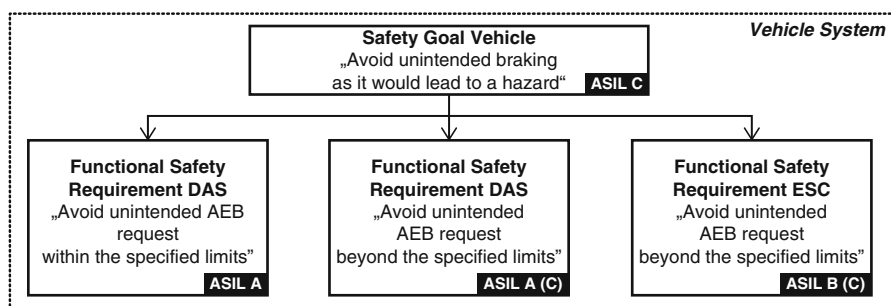 Vehicle System
Safety Goal Vehicle
„Avoid unintended braking
as it would lead to a hazard“
ASIL C
Functional Safety
Requirement DAS
„Avoid unintended AEB
request
within the specified limits”
ASIL A
Functional Safety
Requirement DAS
„Avoid unintended
AEB request
beyond the specified limits”
ASIL A (C)
Functional Safety
Requirement ESC
„Avoid unintended
AEB request
beyond the specified limits”
ASIL B (C)